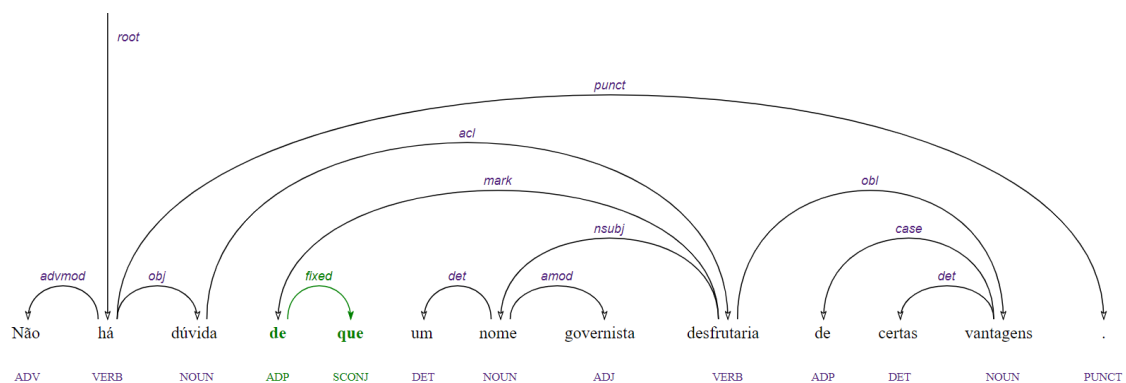 root
punct
acl
mark obl
nsubj case
advmod obj fixed det amod det
Não há dúvida de que um nome governista desfrutaria de certas vantagens .
ADV VERB NOUN ADP SCONJ DET NOUN ADJ VERB ADP DET NOUN PUNCT